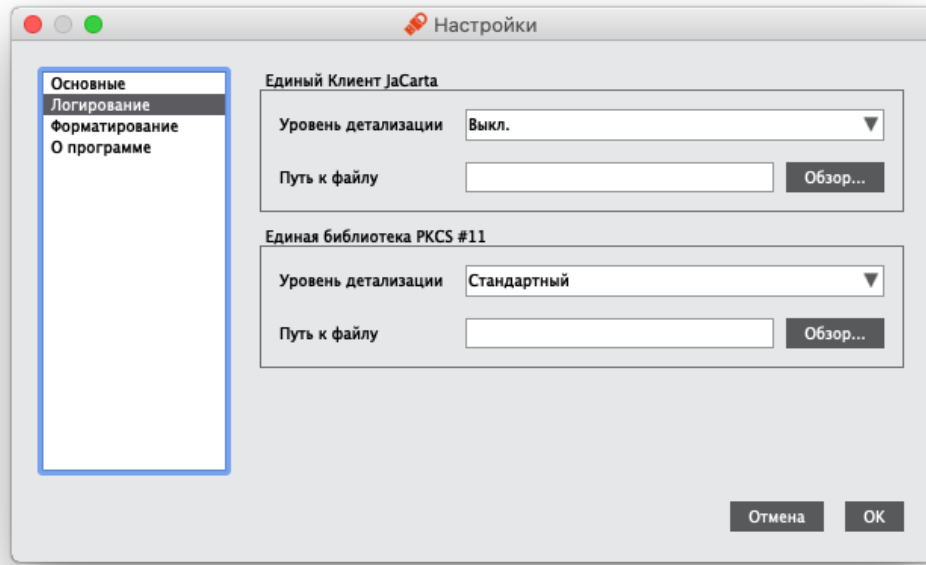 Настройки
Основные
Логирование
Форматирование
О программе
Единый Клиент JaCarta
Уровень детализации Выкл.
Путь к файлу Обзор...
Единая библиотека PKCS #11
Уровень детализации Стандартный
Путь к файлу Обзор...
Отмена OK